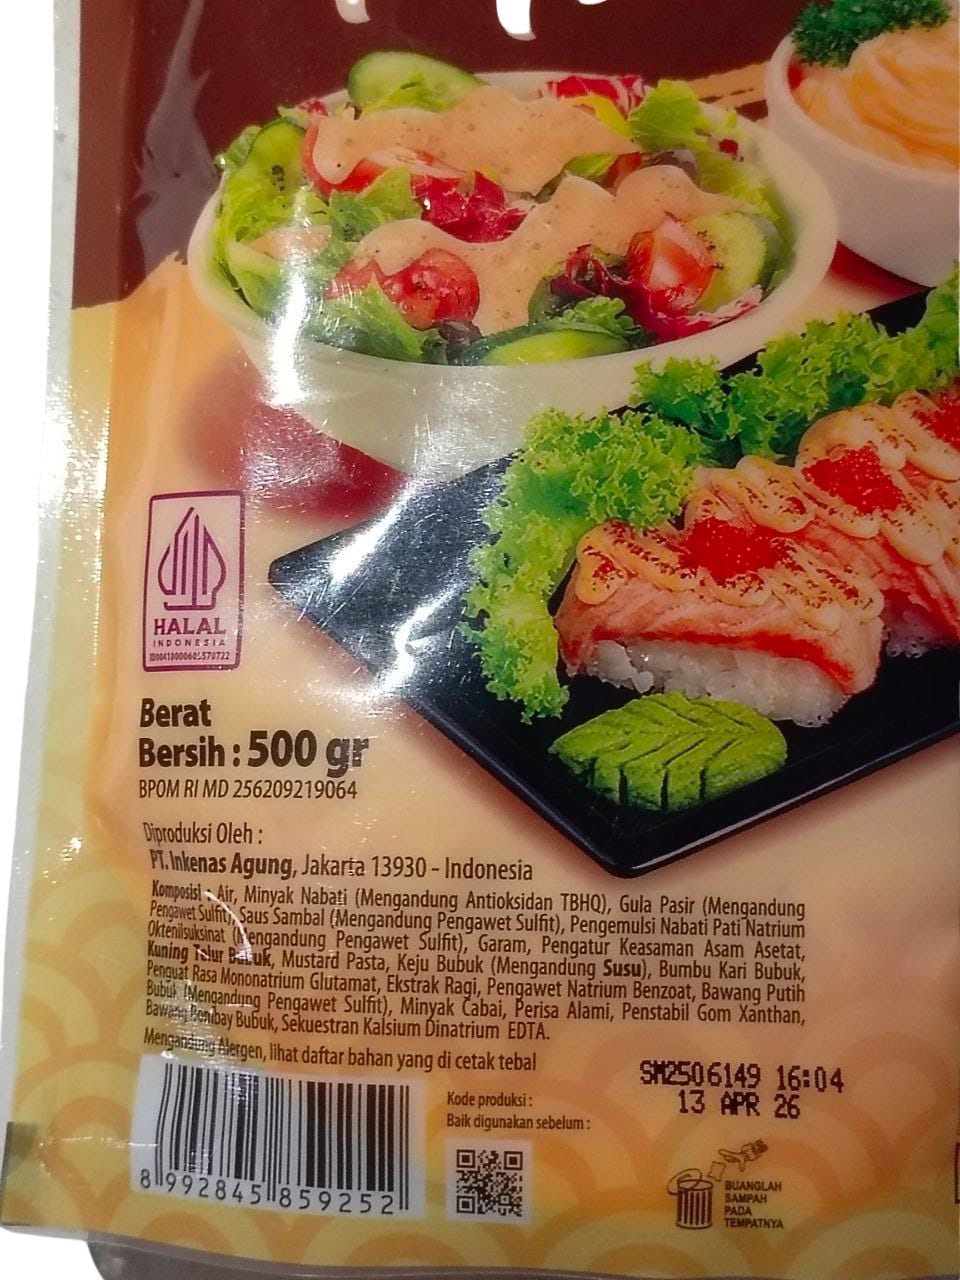 HALAL
INDONESIA
Berat
Bersih : 500 gr
BPOM RI MD 256209219064
Diproduksi Oleh :
PT. Inkenas Agung, Jakarta 13930 - Indonesia
Komposisi : Air, Minyak Nabati (Mengandung Antioksidan TBHQ), Gula Pasir (Mengandung
Pengawet Sulfit), Saus Sambal (Mengandung Pengawet Sulfit), Pengemulsi Nabati Pati Natrium
Oktenilsuksinat (Mengandung Pengawet Sulfit), Garam, Pengatur Keasaman Asam Asetat,
Kuning Telur Bubuk, Mustard Pasta, Keju Bubuk (Mengandung Susu), Bumbu Kari Bubuk,
Penguat Rasa Mononatrium Glutamat, Ekstrak Ragi, Pengawet Natrium Benzoat, Bawang Putih
Bubuk (Mengandung Pengawet Sulfit), Minyak Cabai, Perisa Alami, Penstabil Gom Xanthan,
Bawang Bombay Bubuk, Sekuestran Kalsium Dinatrium EDTA.
Mengandung Alergen, lihat daftar bahan yang di cetak tebal
SM2506149 16:04
13 APR 26
Kode produksi :
Baik digunakan sebelum :
8 992845 859252
BUANGLAH
SAMPAH
PADA
TEMPATNYA